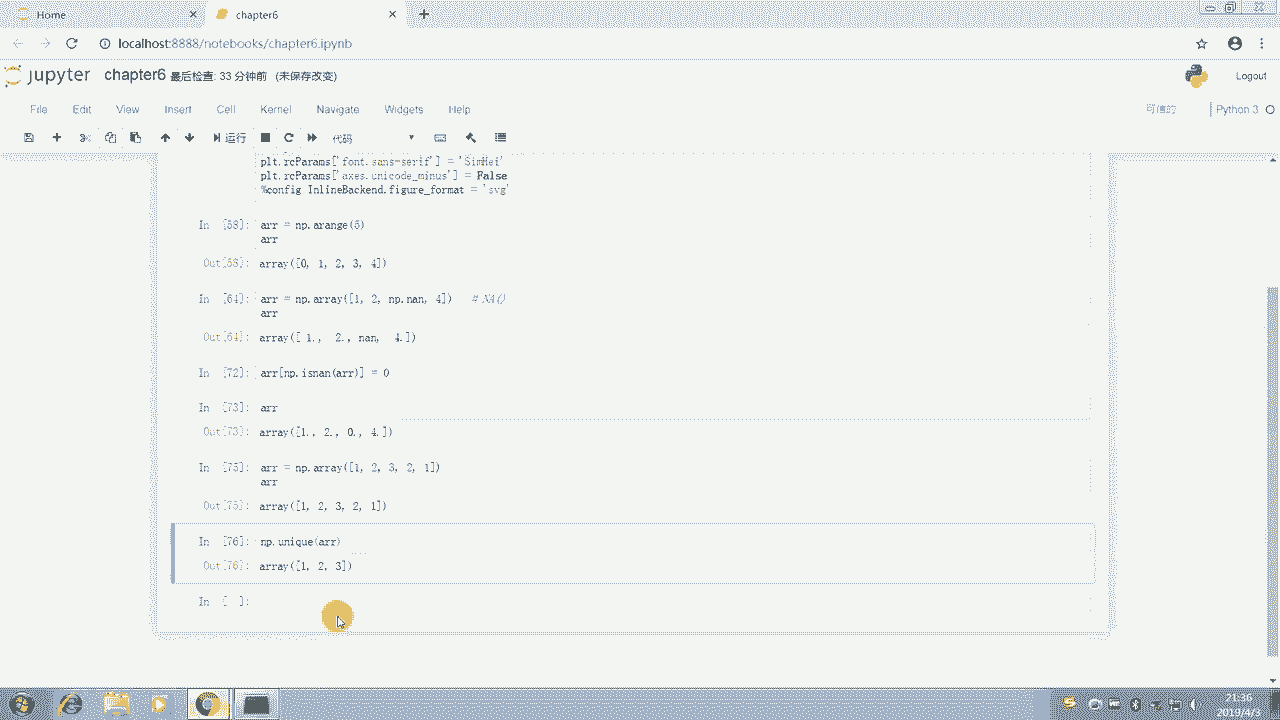 Home
chapter6
localhost:8888/notebooks/chapter6.ipynb
jupyter chapter6 最后检查: 33 分钟前 (未保存改变)
Logout
File Edit View Insert Cell Kernel Navigate Widgets Help
可信的 Python 3
运行 代码
plt.rcParams['font.sans-serif'] = 'SimHei'
plt.rcParams['axes.unicode_minus'] = False
%config InlineBackend.figure_format = 'svg'
In [58]: arr = np.arange(5)
arr
Out[58]: array([0, 1, 2, 3, 4])
In [64]: arr = np.array([1, 2, np.nan, 4]) # NA()
arr
Out[64]: array([ 1., 2., nan, 4.])
In [72]: arr[np.isnan(arr)] = 0
In [73]: arr
Out[73]: array([1., 2., 0., 4.])
In [75]: arr = np.array([1, 2, 3, 2, 1])
arr
Out[75]: array([1, 2, 3, 2, 1])
In [76]: np.unique(arr)
Out[76]: array([1, 2, 3])
In [ ]:
21:36